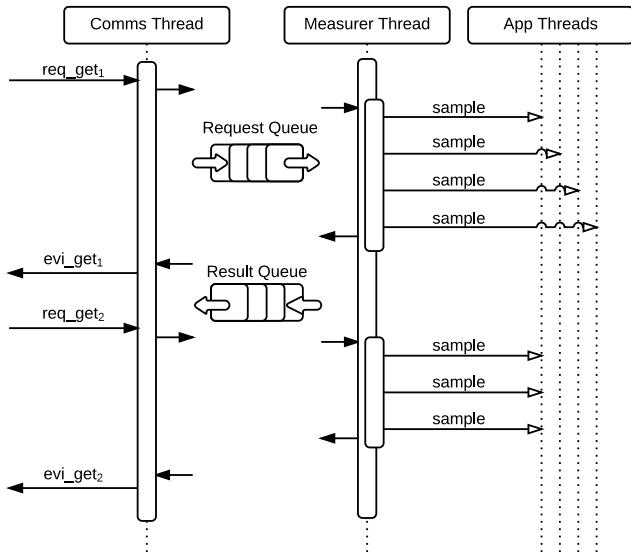 Comms Thread
Measurer Thread
App Threads
req_get1
sample
Request Queue
sample
sample
sample
evi_get1
Result Queue
req_get2
sample
sample
sample
evi_get2